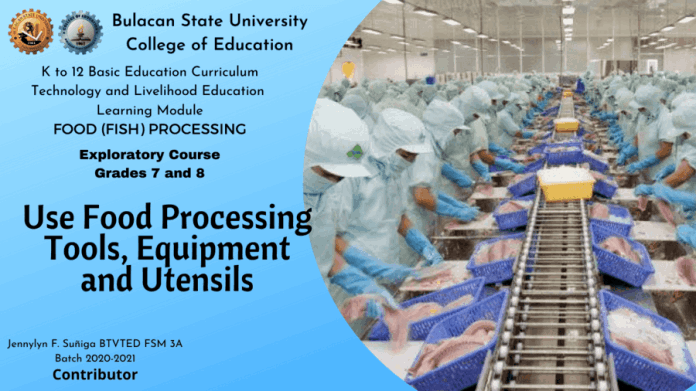 Bulacan State University
College of Education
K to 12 Basic Education Curriculum
Technology and Livelihood Education
Learning Module
FOOD (FISH) PROCESSING
Exploratory Course
Grades 7 and 8
Use Food Processing
Tools, Equipment
and Utensils
Jennylyn F. Suñiga BTVTED FSM 3A
Batch 2020-2021
Contributor